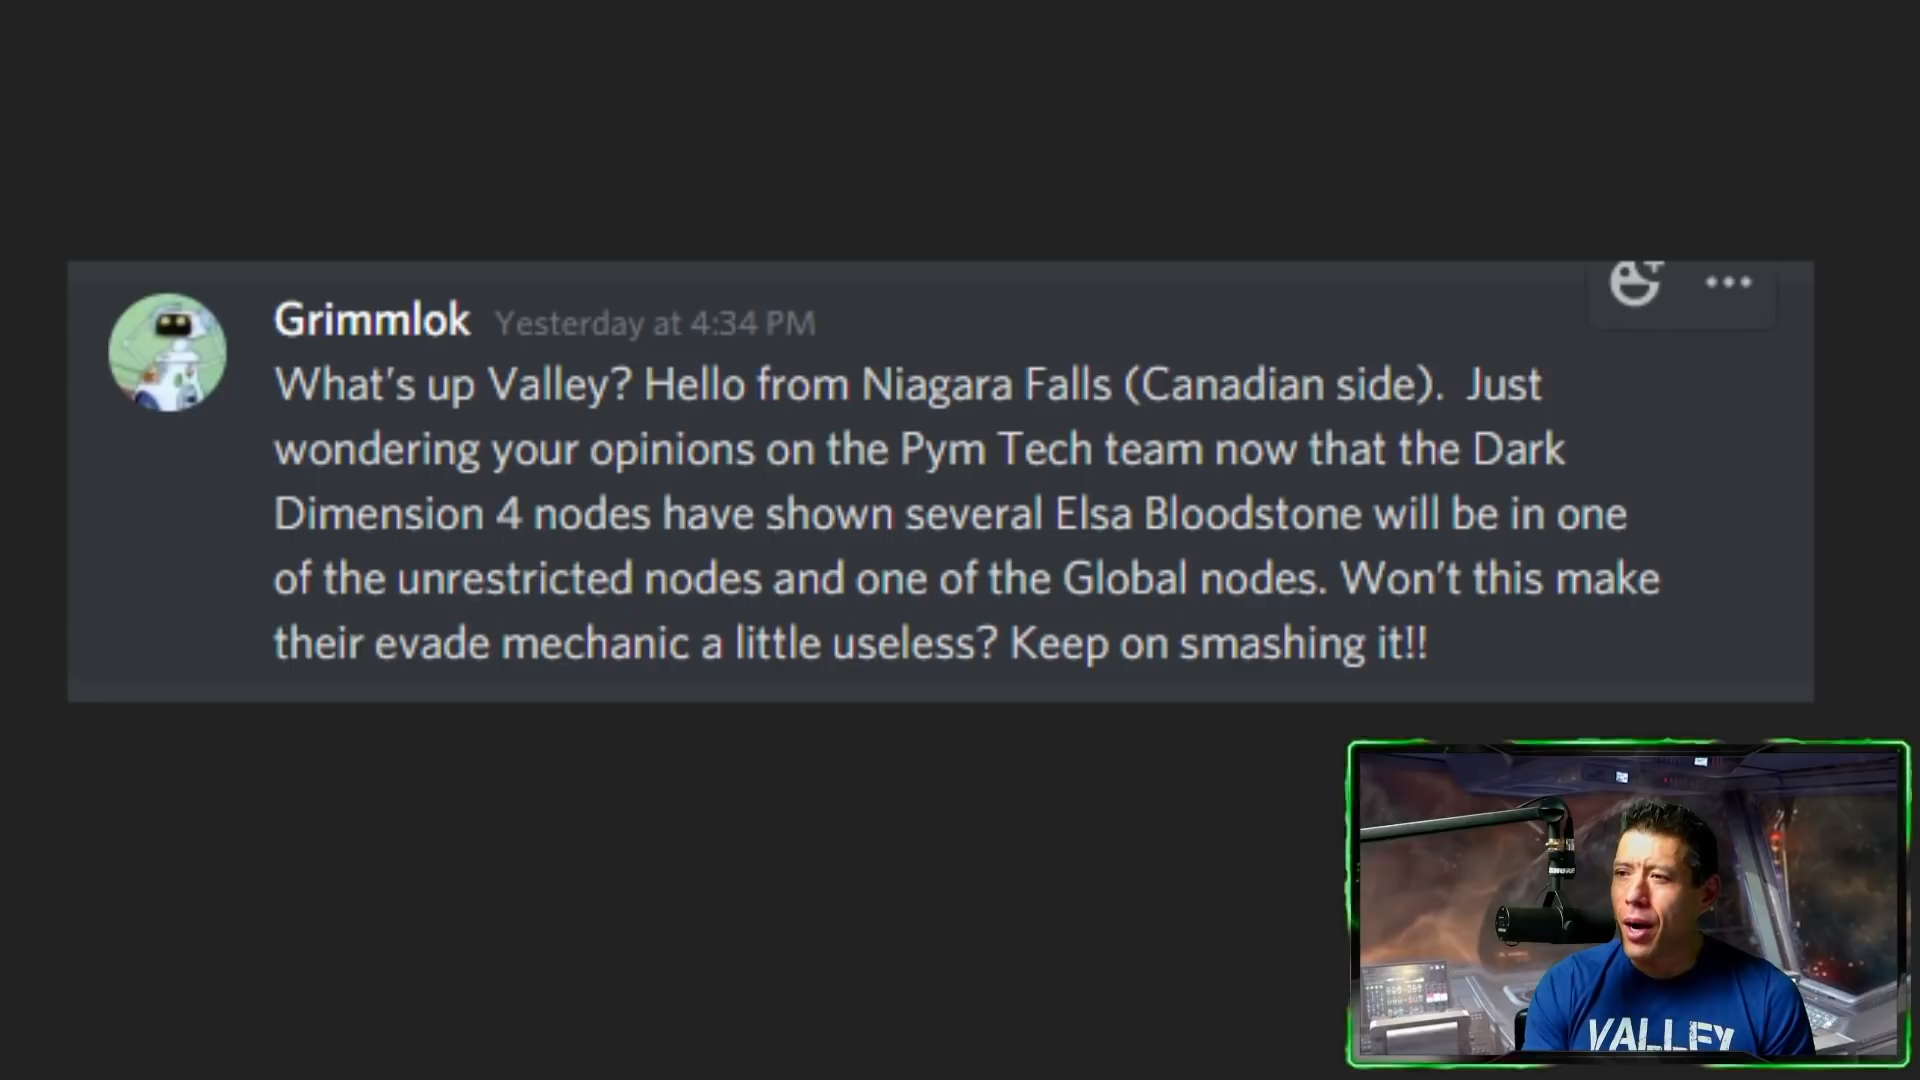 Grimmlok Yesterday at 4:34 PM
What's up Valley? Hello from Niagara Falls (Canadian side).  Just
wondering your opinions on the Pym Tech team now that the Dark
Dimension 4 nodes have shown several Elsa Bloodstone will be in one
of the unrestricted nodes and one of the Global nodes. Won't this make
their evade mechanic a little useless? Keep on smashing it!!
SHURE
VALLEY